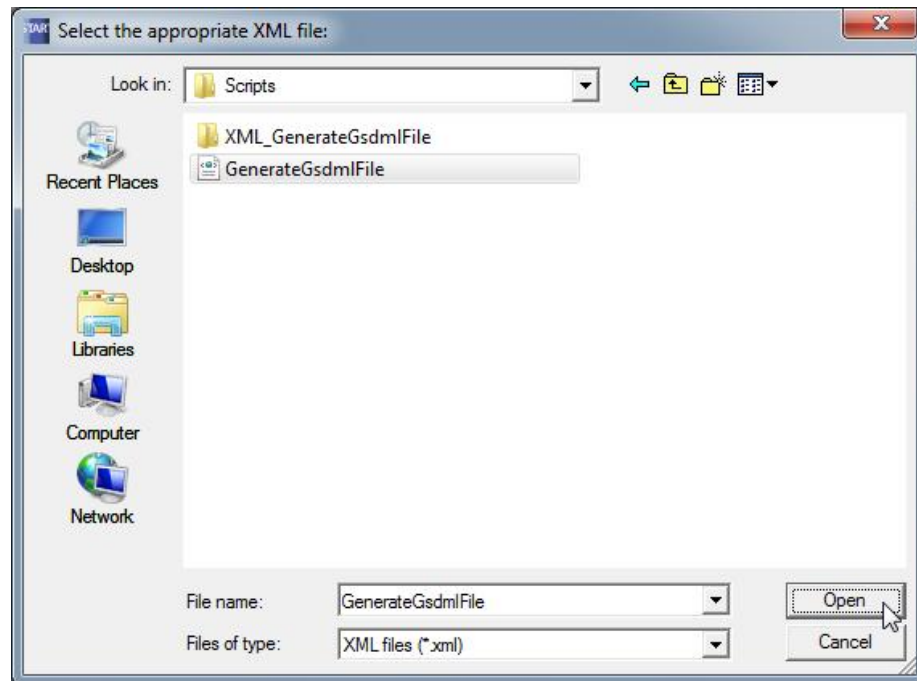 STAR Select the appropriate XML file:
Look in: Scripts
XML_GenerateGsdmlFile
GenerateGsdmlFile
Recent Places
Desktop
Libraries
Computer
Network
File name: GenerateGsdmlFile Open
Files of type: XML files (*.xml) Cancel